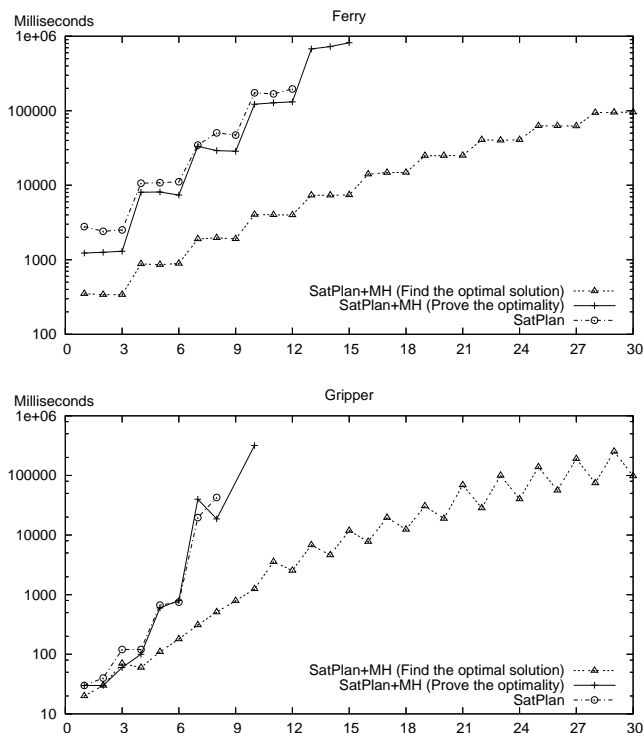 Ferry
Milliseconds
1e+06
100000
10000
1000
100
0 3 6 9 12 15 18 21 24 27 30
SatPlan+MH (Find the optimal solution)
SatPlan+MH (Prove the optimality)
SatPlan
Gripper
Milliseconds
1e+06
100000
10000
1000
100
10
0 3 6 9 12 15 18 21 24 27 30
SatPlan+MH (Find the optimal solution)
SatPlan+MH (Prove the optimality)
SatPlan